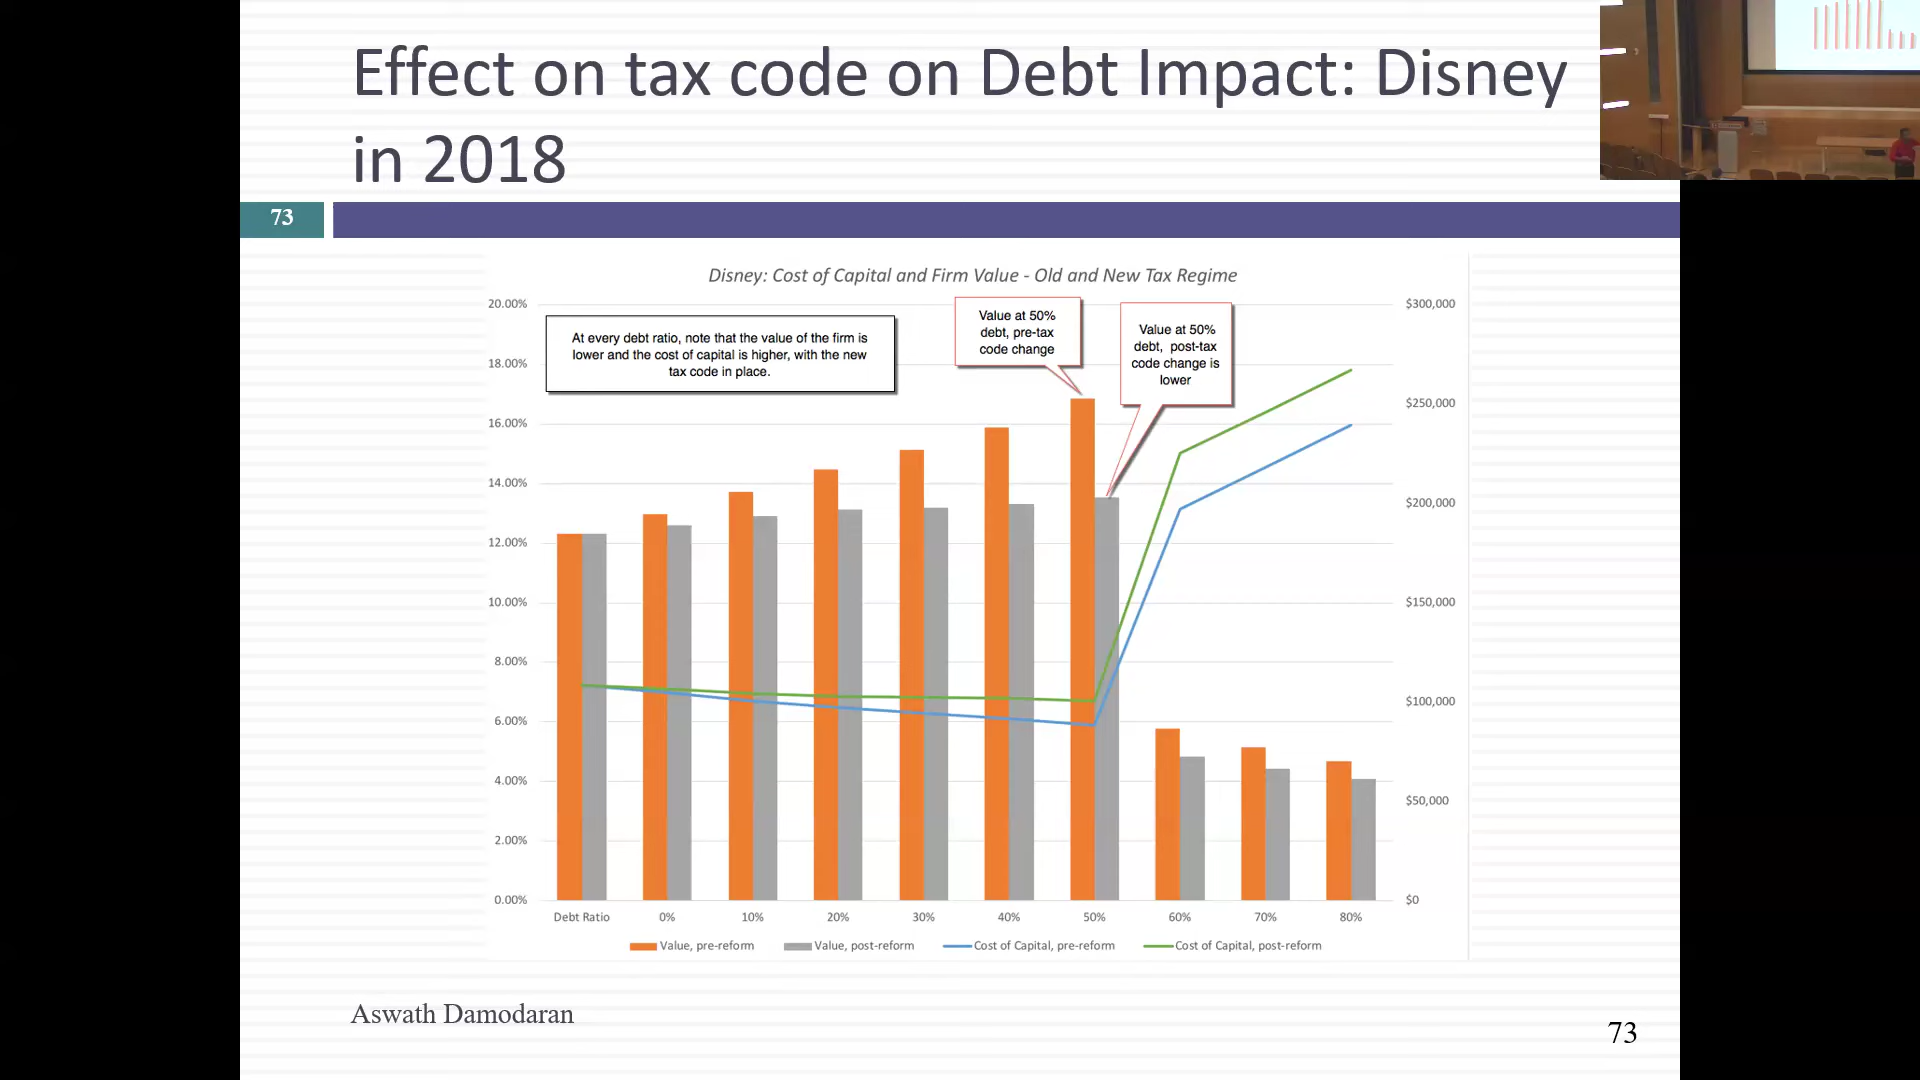 Effect on tax code on Debt Impact: Disney
in 2018
73
Disney: Cost of Capital and Firm Value - Old and New Tax Regime
20.00%
18.00%
16.00%
14.00%
12.00%
10.00%
8.00%
6.00%
4.00%
2.00%
0.00%
At every debt ratio, note that the value of the firm is
lower and the cost of capital is higher, with the new
tax code in place.
Value at 50%
debt, pre-tax
code change
Value at 50%
debt, post-tax
code change is
lower
$300,000
$250,000
$200,000
$150,000
$100,000
$50,000
$0
Debt Ratio 0% 10% 20% 30% 40% 50% 60% 70% 80%
Value, pre-reform Value, post-reform Cost of Capital, pre-reform Cost of Capital, post-reform
Aswath Damodaran
73